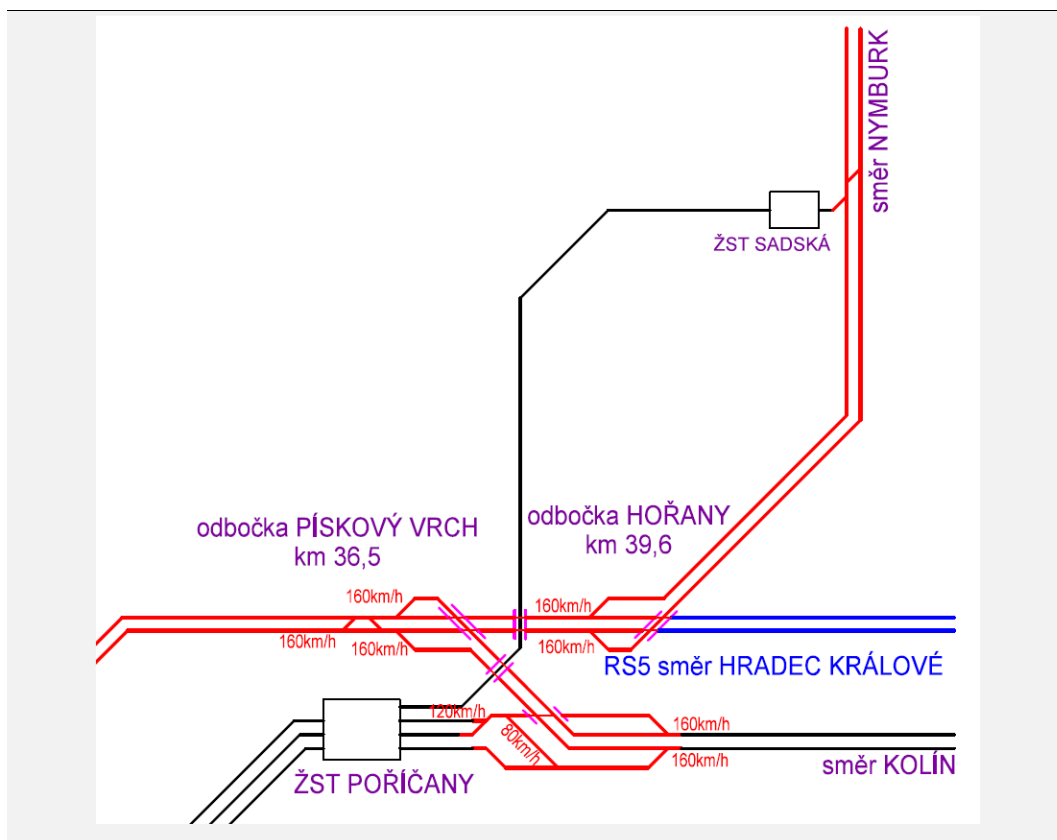 směr NYMBURK
ŽST SADSKÁ
odbočka PÍSKOVÝ VRCH
km 36,5
odbočka HOŘANY
km 39,6
160km/h
160km/h
160km/h
160km/h
160km/h
RS5 směr HRADEC KRÁLOVÉ
120km/h
80km/h
160km/h
160km/h
ŽST POŘÍČANY
směr KOLÍN